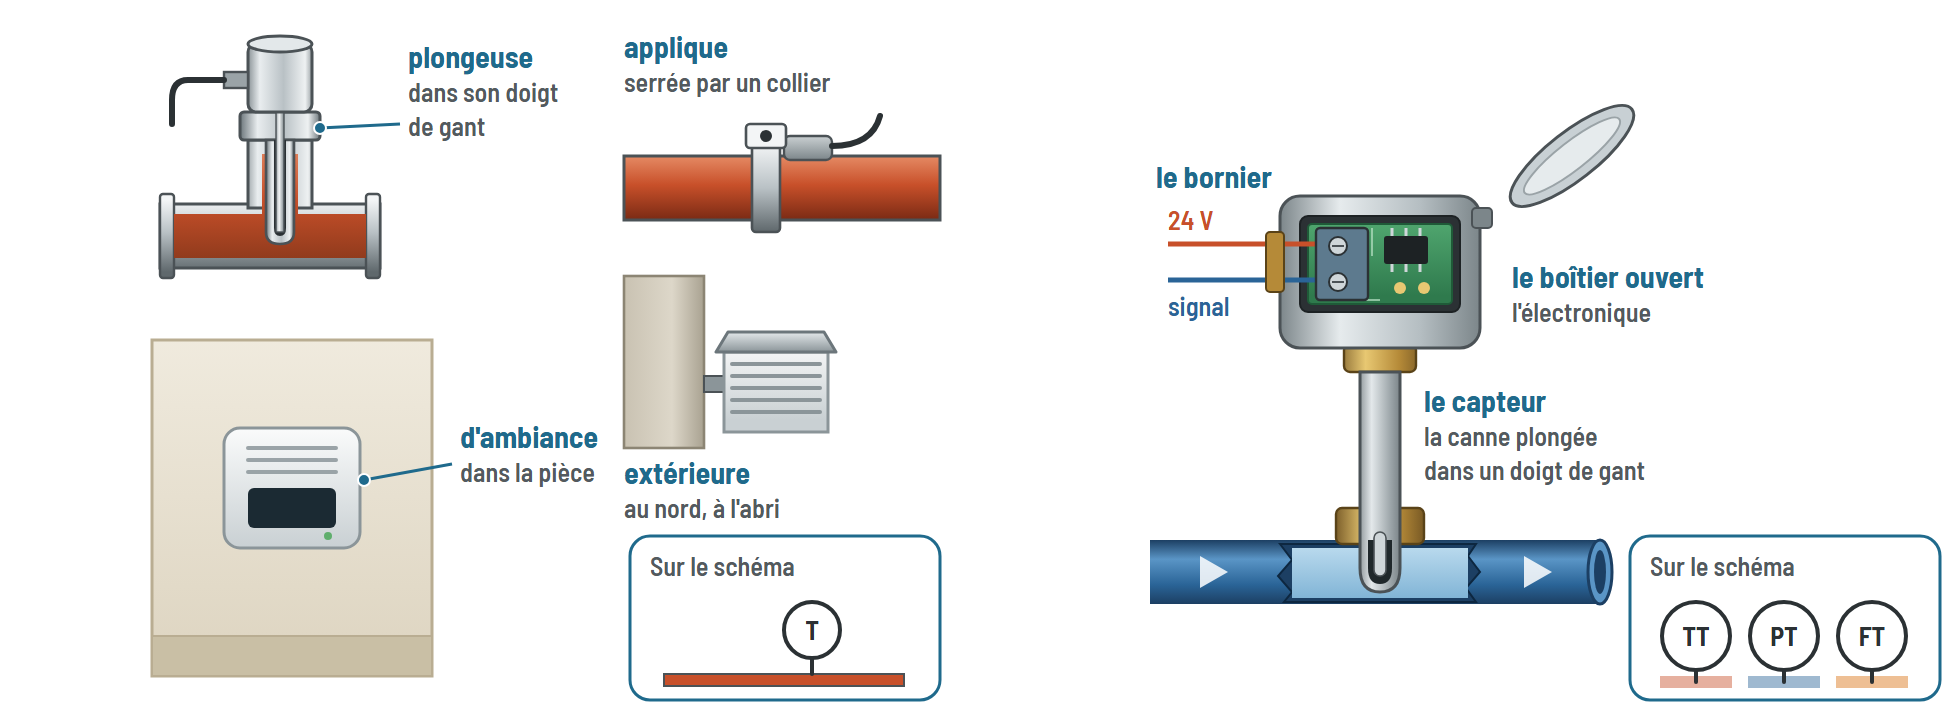 plongeuse
dans son doigt
de gant
applique
serrée par un collier
d'ambiance
dans la pièce
extérieure
au nord, à l'abri
Sur le schéma
T
le bornier
24 V
signal
le boîtier ouvert
l'électronique
le capteur
la canne plongée
dans un doigt de gant
Sur le schéma
TT PT FT